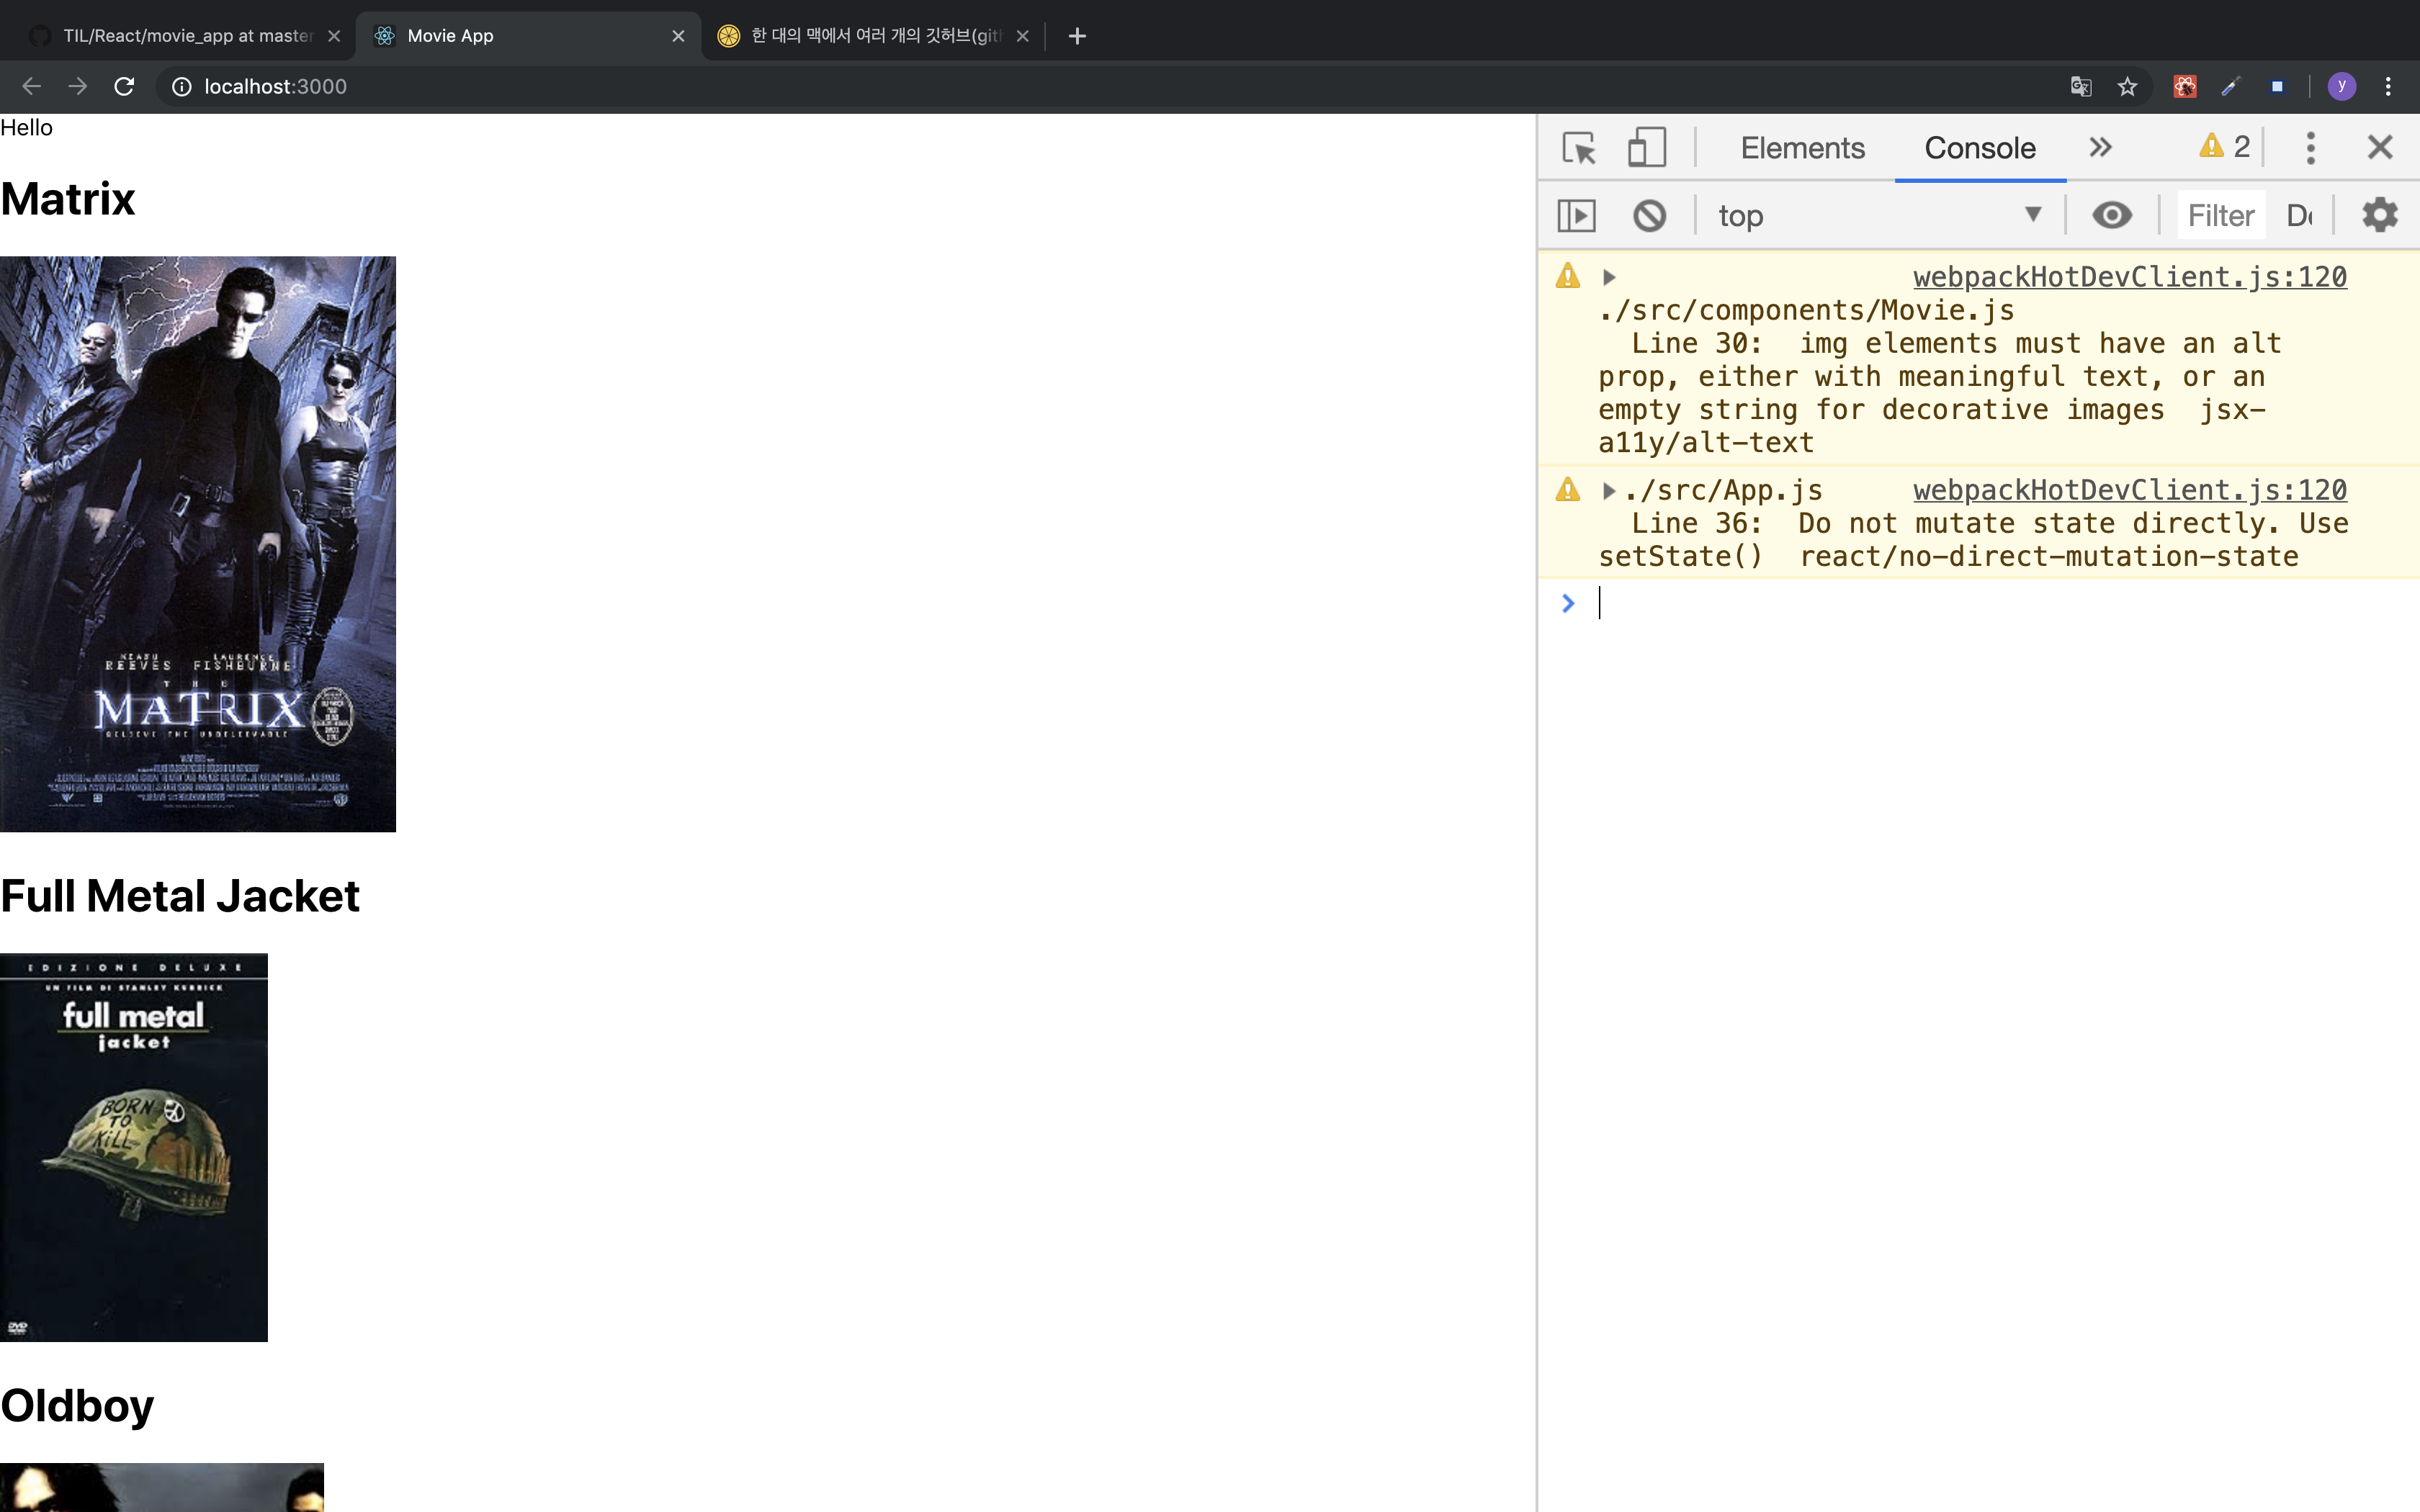 TIL/React/movie_app at master
Movie App
한 대의 맥에서 여러 개의 깃허브(gith
localhost:3000
y
Hello
Matrix
KEANU LAURENCE
REEVES FISHBURNE
THE
MATRIX
BELIEVE THE UNBELIEVABLE
Full Metal Jacket
EDIZIONE DELUXE
UN FILM DI STANLEY KUBRICK
full metal
jacket
BORN
TO
KILL
DVD
Oldboy
Elements
Console
2
top
Filter
De
webpackHotDevClient.js:120
./src/components/Movie.js
Line 30: img elements must have an alt
prop, either with meaningful text, or an
empty string for decorative images jsx-
a11y/alt-text
./src/App.js webpackHotDevClient.js:120
Line 36: Do not mutate state directly. Use
setState() react/no-direct-mutation-state